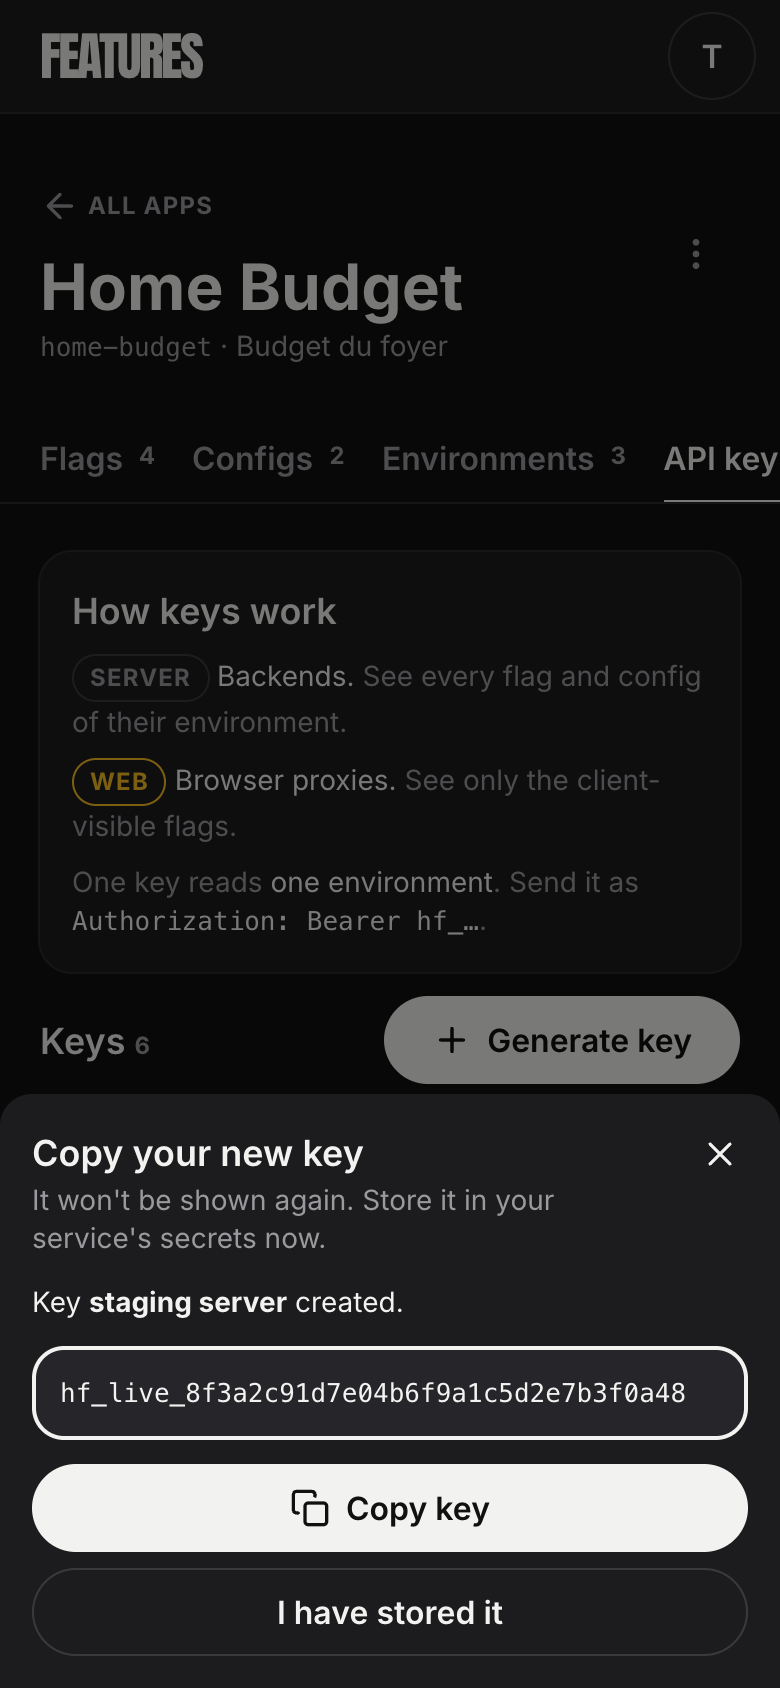 FEATURES
T
ALL APPS
Home Budget
home-budget · Budget du foyer
Flags 4 Configs 2 Environments 3 API key
How keys work
SERVER Backends. See every flag and config
of their environment.
WEB Browser proxies. See only the client-
visible flags.
One key reads one environment. Send it as
Authorization: Bearer hf_….
Keys 6
Generate key
Copy your new key
It won't be shown again. Store it in your
service's secrets now.
Key staging server created.
hf_live_8f3a2c91d7e04b6f9a1c5d2e7b3f0a48
Copy key
I have stored it